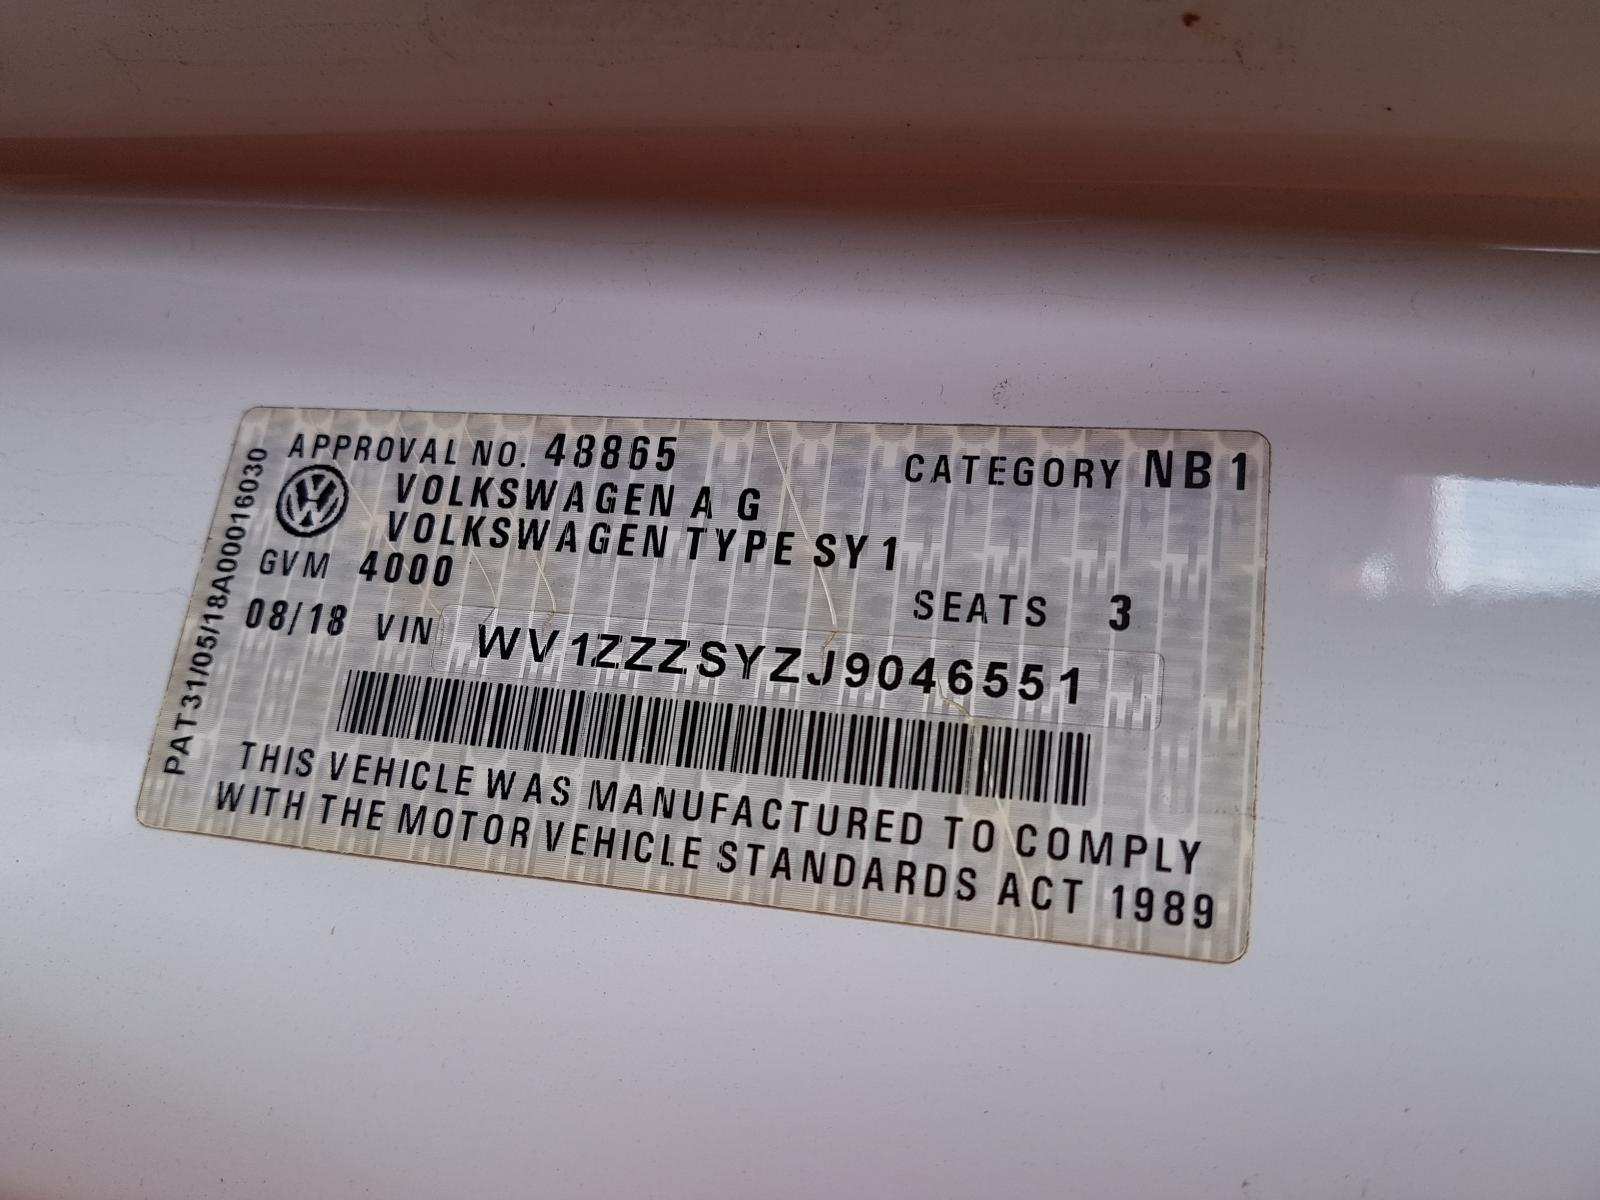 APPROVAL NO. 48865
CATEGORY NB1
VOLKSWAGEN A G
VOLKSWAGEN TYPE SY1
GVM 4000
SEATS 3
08/18 VIN WV1ZZZSYZJ9046551
THIS VEHICLE WAS MANUFACTURED TO COMPLY
WITH THE MOTOR VEHICLE STANDARDS ACT 1989
PAT31/05/18A000016030